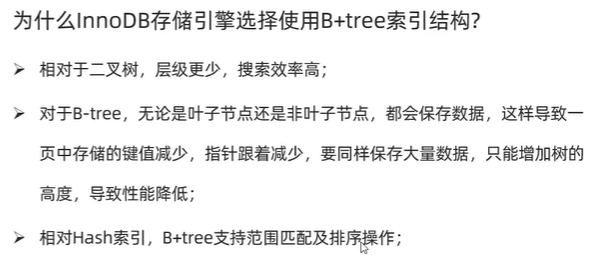 为什么InnoDB存储引擎选择使用B+tree索引结构?
➢ 相对于二叉树，层级更少，搜索效率高；
➢ 对于B-tree，无论是叶子节点还是非叶子节点，都会保存数据，这样导致一
页中存储的键值减少，指针跟着减少，要同样保存大量数据，只能增加树的
高度，导致性能降低；
➢ 相对Hash索引，B+tree支持范围匹配及排序操作；